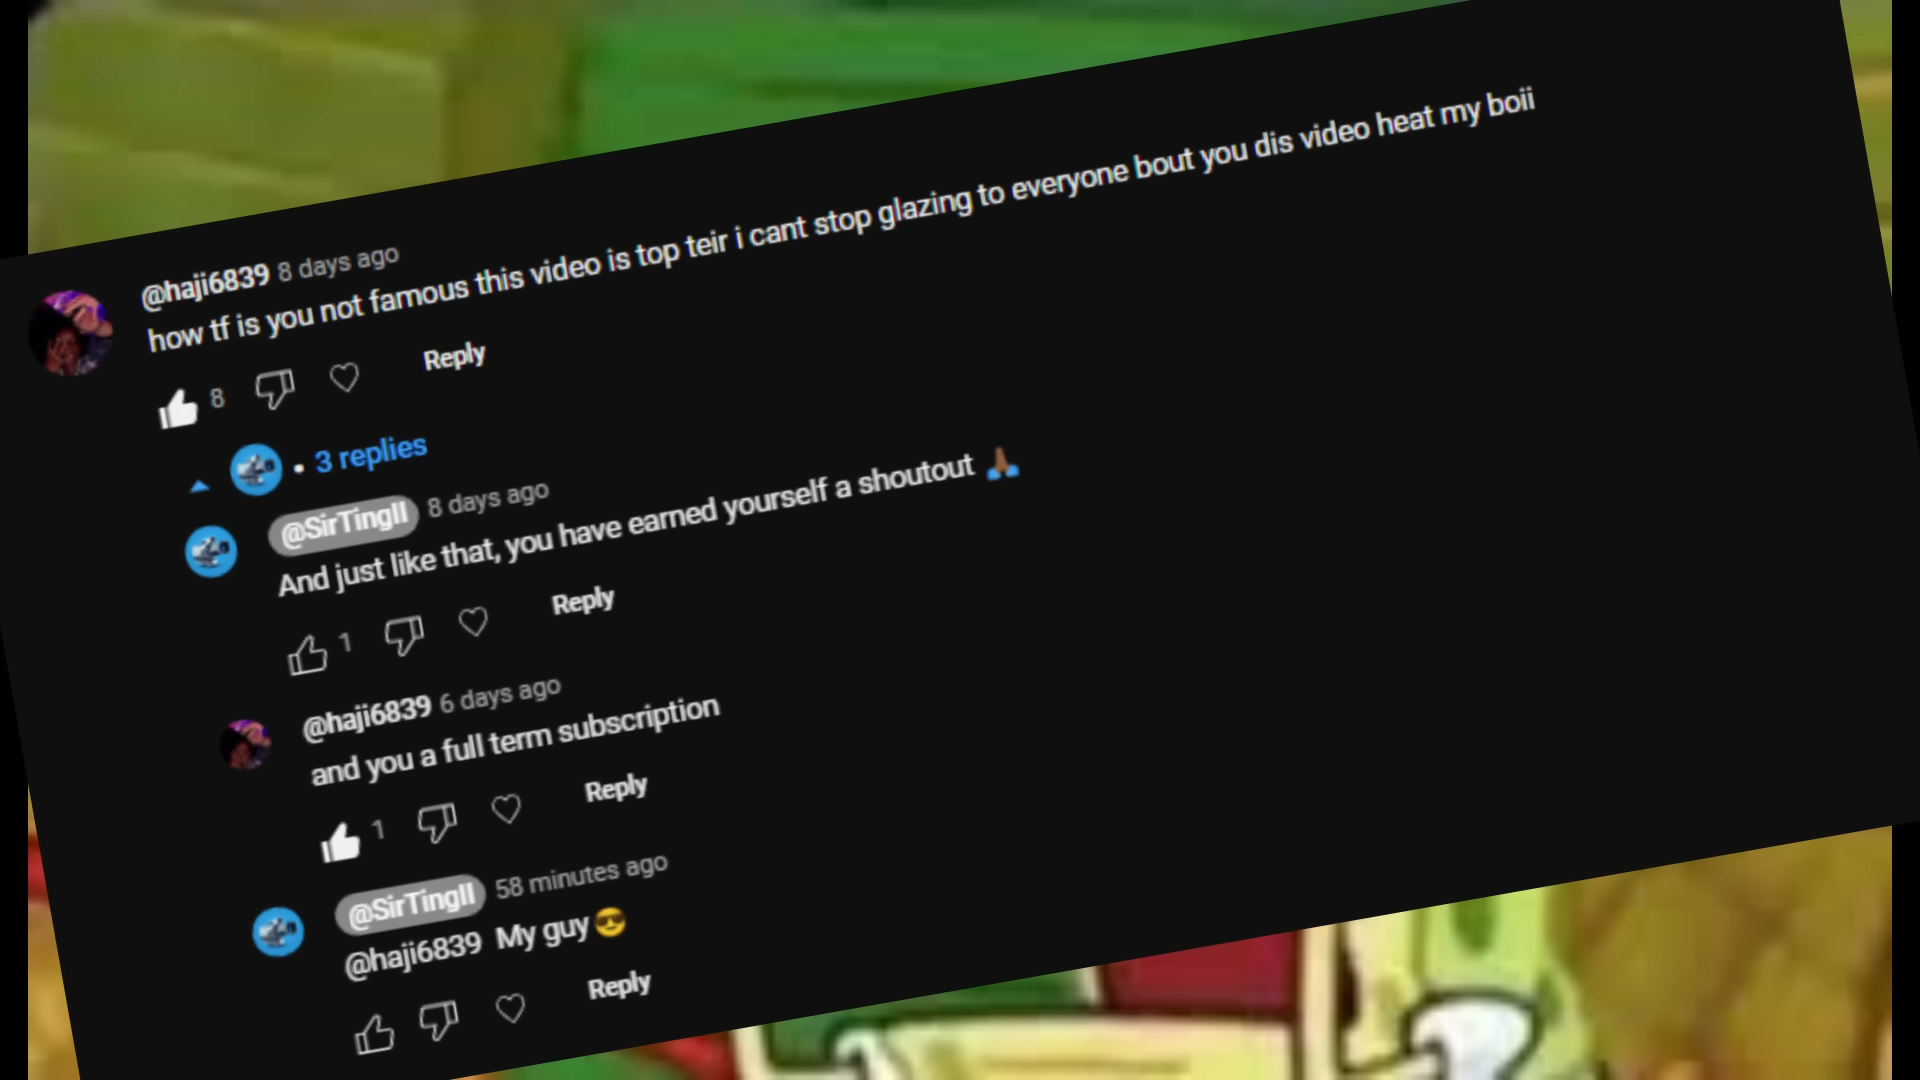 @haji6839 8 days ago
how tf is you not famous this video is top teir i cant stop glazing to everyone bout you dis video heat my boii
8 Reply
• 3 replies
@SirTingII 8 days ago
And just like that, you have earned yourself a shoutout 🙏🏾
1 Reply
@haji6839 6 days ago
and you a full term subscription
1 Reply
@SirTingII 58 minutes ago
@haji6839 My guy😎
Reply